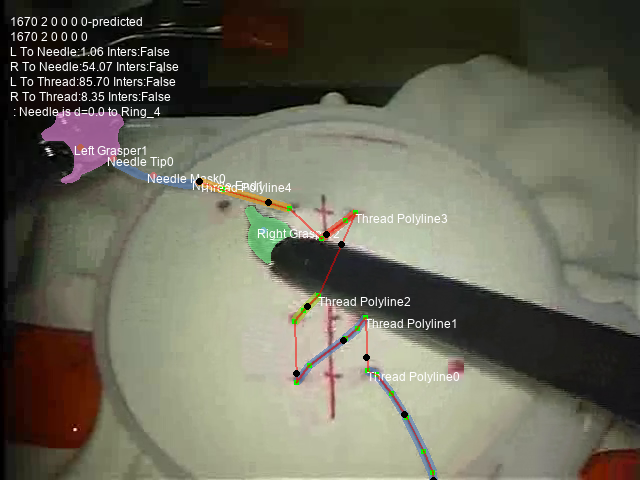 1670 2 0 0 0 0-predicted
1670 2 0 0 0 0
L To Needle:1.06 Inters:False
R To Needle:54.07 Inters:False
L To Thread:85.70 Inters:False
R To Thread:8.35 Inters:False
: Needle is d=0.0 to Ring_4
Left Grasper1
Needle Tip0
Needle Mask0
Thread Polyline4
Thread Polyline3
Right Grasper2
Thread Polyline2
Thread Polyline1
Thread Polyline0